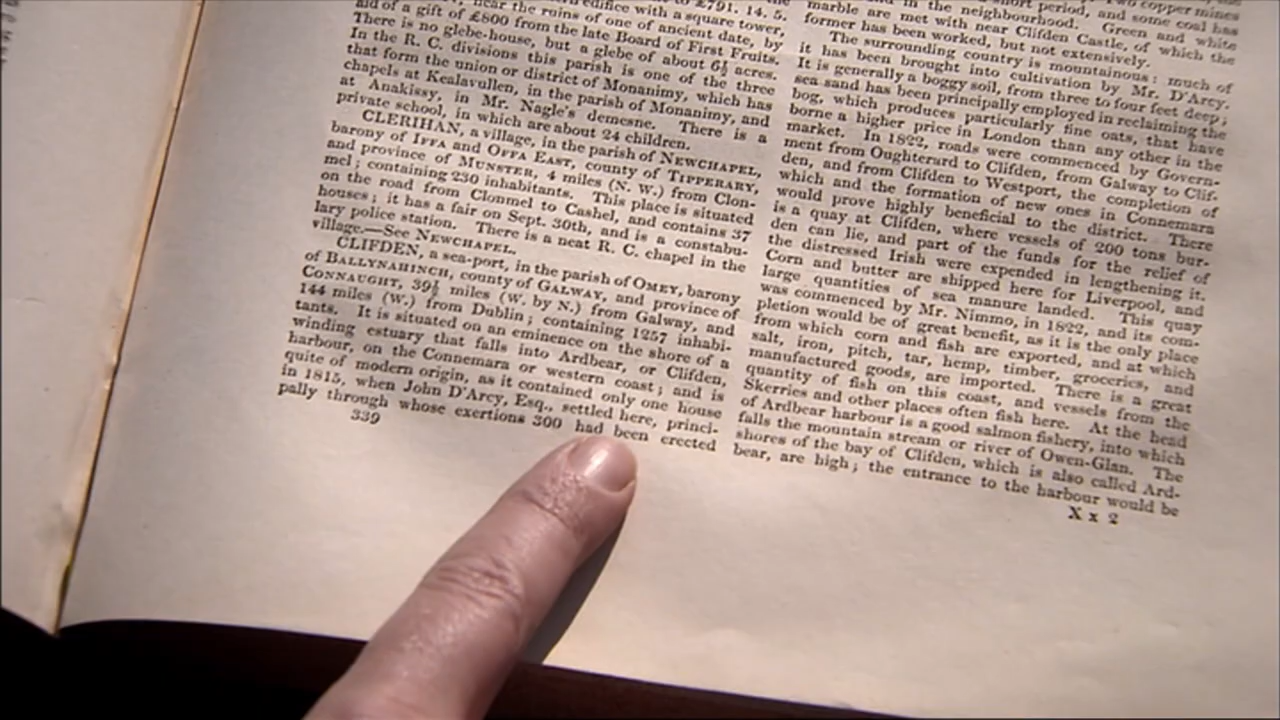 to £791. 14. 5.
near the ruins of one of ancient date, by
edifice with a square tower,
aid of a gift of £800 from the late Board of First Fruits.
There is no glebe-house, but a glebe of about 6½ acres.
In the R. C. divisions this parish is one of the three
that form the union or district of Monanimy, which has
chapels at Kealavullen, in the parish of Monanimy, and
at Anakissy, in Mr. Nagle's demesne. There is a
private school, in which are about 24 children.
CLERIHAN, a village, in the parish of NEWCHAPEL,
barony of IFFA and OFFA EAST, county of TIPPERARY,
and province of MUNSTER, 4 miles (N. W.) from Clon-
mel; containing 230 inhabitants. This place is situated
on the road from Clonmel to Cashel, and contains 37
houses; it has a fair on Sept. 30th, and is a constabu-
lary police station. There is a neat R. C. chapel in the
village.—See NEWCHAPEL.
CLIFDEN, a sea-port, in the parish of OMEY, barony
of BALLYNAHINCH, county of GALWAY, and province of
CONNAUGHT, 39½ miles (W. by N.) from Galway, and
144 miles (W.) from Dublin; containing 1257 inhabi-
tants. It is situated on an eminence on the shore of a
winding estuary that falls into Ardbear, or Clifden,
harbour, on the Connemara or western coast; and is
quite of modern origin, as it contained only one house
in 1815, when John D'Arcy, Esq., settled here, princi-
pally through whose exertions 300 had been erected
339
Two copper mines
short period, and some coal has
in the neighbourhood. Green and white
marble are met with near Clifden Castle, of which the
former has been worked, but not extensively.
The surrounding country is mountainous: much of
it has been brought into cultivation by Mr. D'Arcy.
It is generally a boggy soil, from three to four feet deep;
sea sand has been principally employed in reclaiming the
bog, which produces particularly fine oats, that have
borne a higher price in London than any other in the
market. In 1822, roads were commenced by Govern-
ment from Oughterard to Clifden, from Galway to Clif-
den, and from Clifden to Westport, the completion of
which and the formation of new ones in Connemara
would prove highly beneficial to the district. There
is a quay at Clifden, where vessels of 200 tons bur-
den can lie, and part of the funds for the relief of
the distressed Irish were expended in lengthening it.
Corn and butter are shipped here for Liverpool, and
large quantities of sea manure landed. This quay
was commenced by Mr. Nimmo, in 1822, and its com-
pletion would be of great benefit, as it is the only place
from which corn and fish are exported, and at which
salt, iron, pitch, tar, hemp, timber, groceries, and
manufactured goods, are imported. There is a great
quantity of fish on this coast, and vessels from the
Skerries and other places often fish here. At the head
of Ardbear harbour is a good salmon fishery, into which
falls the mountain stream or river of Owen-Glan. The
shores of the bay of Clifden, which is also called Ard-
bear, are high; the entrance to the harbour would be
X x 2